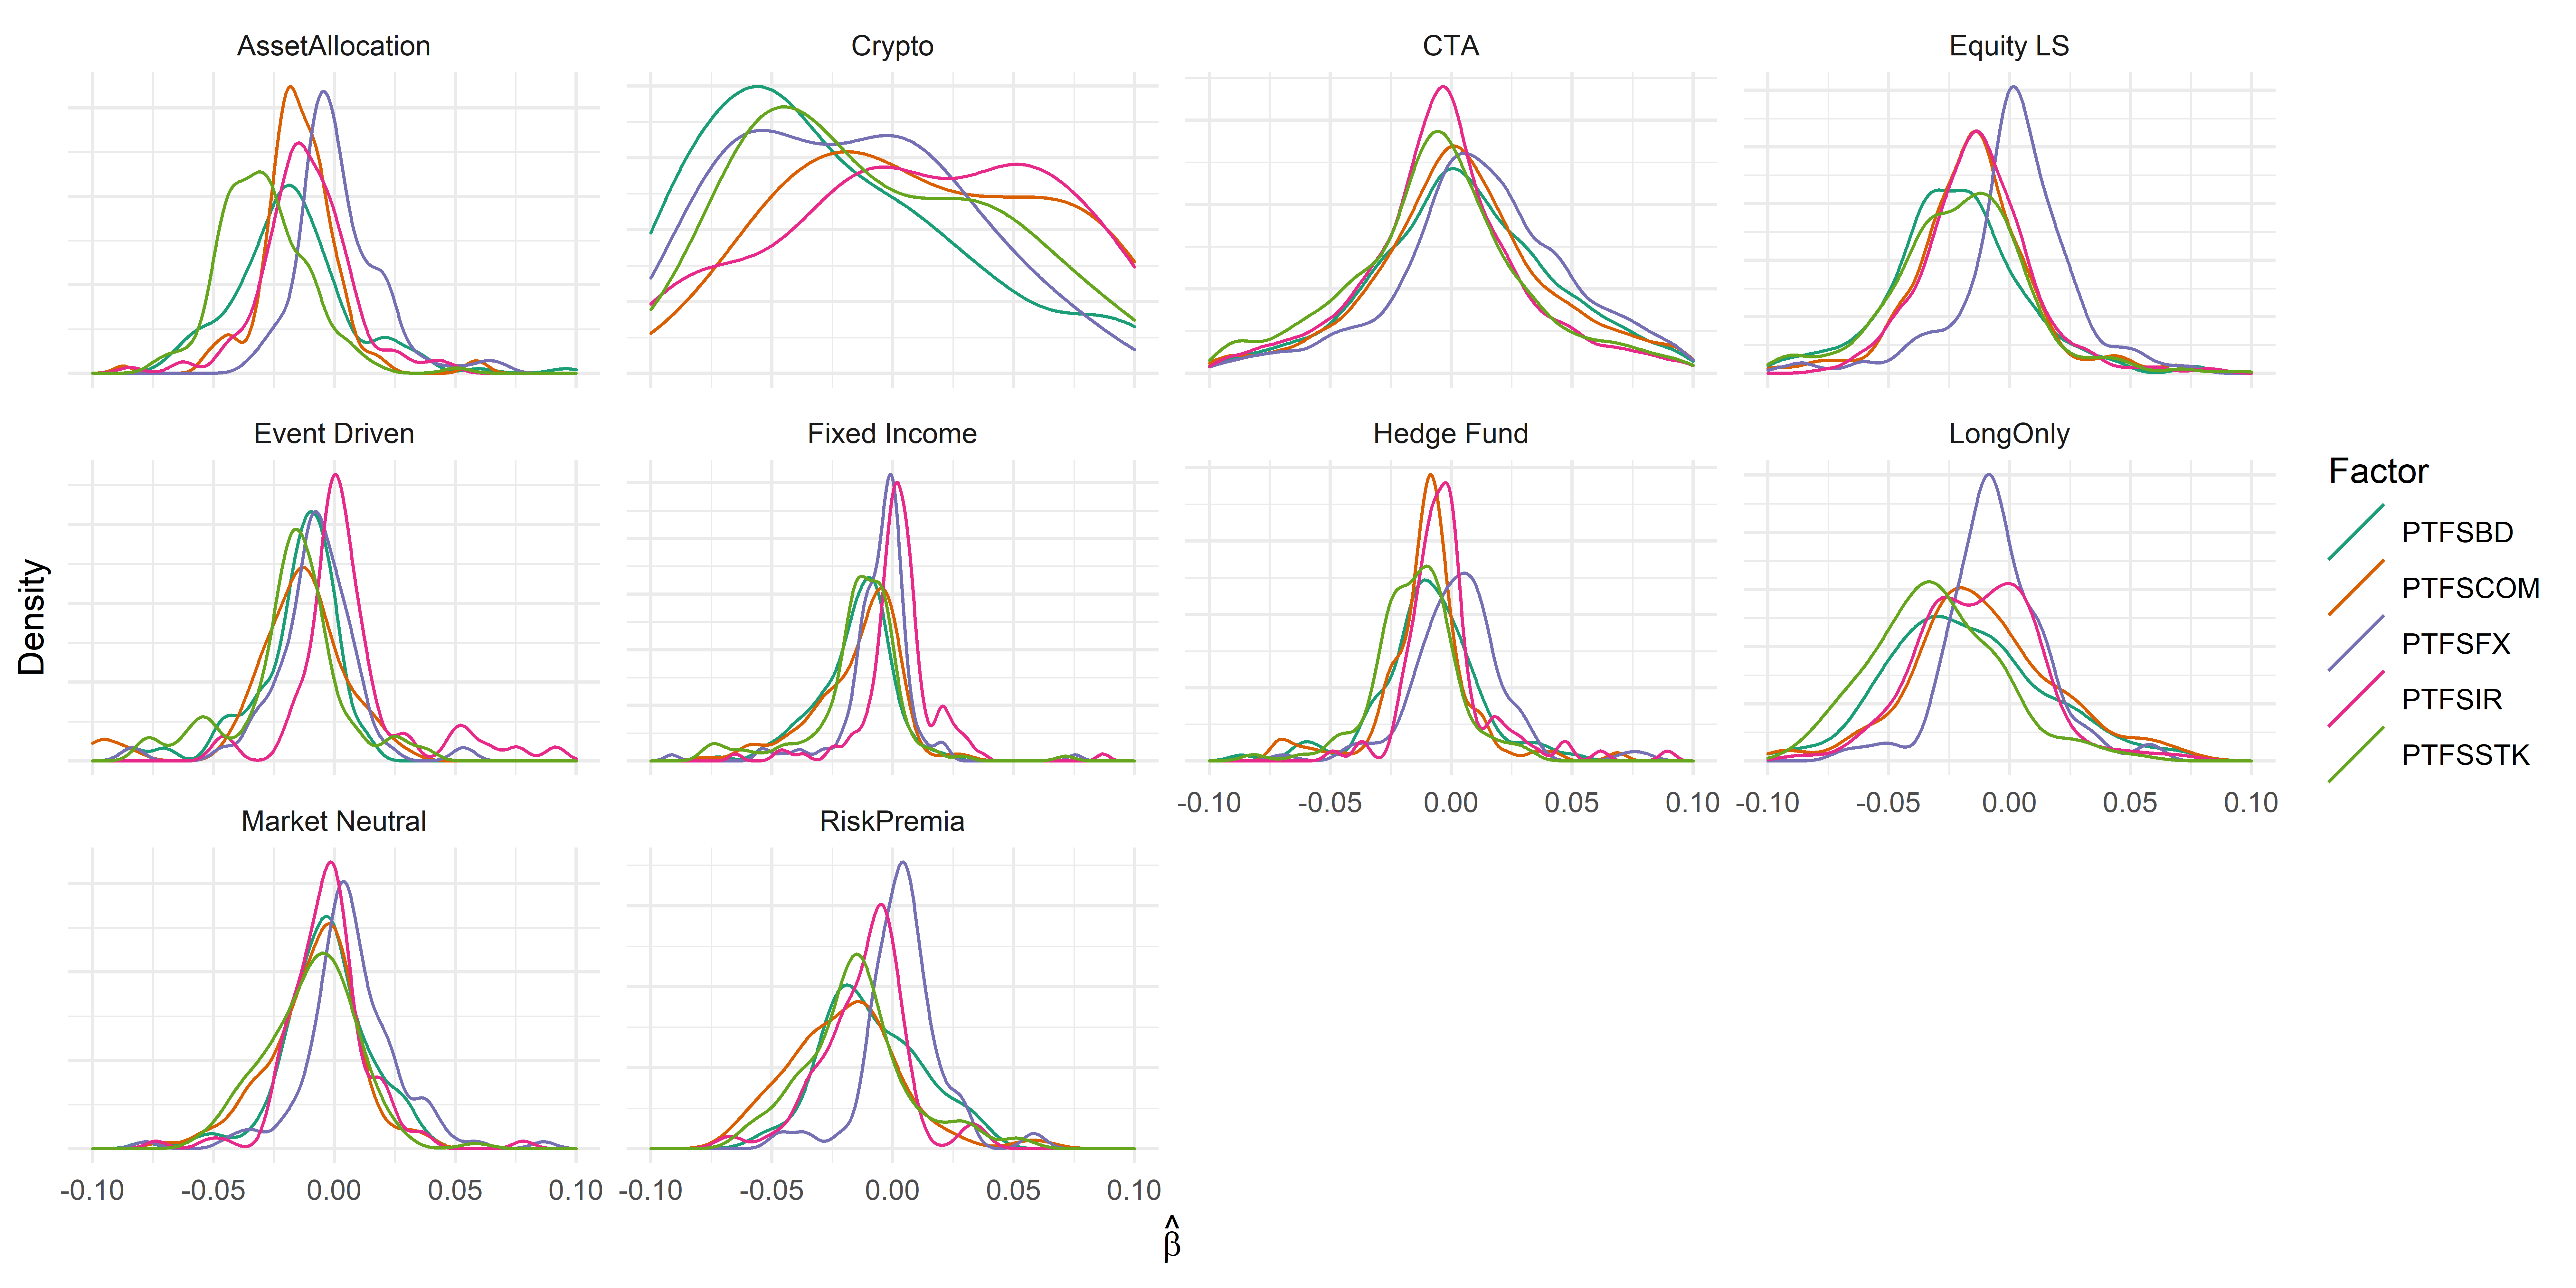 AssetAllocation
Crypto
CTA
Equity LS
Event Driven
Fixed Income
Hedge Fund
LongOnly
Density
Factor
PTFSBD
PTFSCOM
PTFSFX
PTFSIR
PTFSSTK
-0.10 -0.05 0.00 0.05 0.10
-0.10 -0.05 0.00 0.05 0.10
Market Neutral
RiskPremia
-0.10 -0.05 0.00 0.05 0.10
-0.10 -0.05 0.00 0.05 0.10
β̂